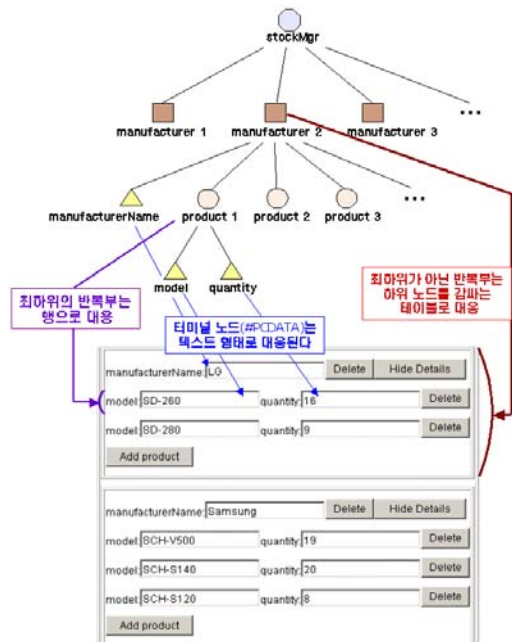 stockMgr
manufacturer 1 manufacturer 2 manufacturer 3 ...
manufacturerName product 1 product 2 product 3 ...
model quantity
최하위의 반복부는
행으로 대응
터미널 노드(#PCDATA)는
텍스트 형태로 대응된다
최하위가 아닌 반복부는
하위 노드를 감싸는
테이블로 대응
manufacturerName: LG Delete Hide Details
model: SD-260 quantity: 16 Delete
model: SD-280 quantity: 9 Delete
Add product
manufacturerName: Samsung Delete Hide Details
model: SCH-V500 quantity: 19 Delete
model: SCH-S140 quantity: 20 Delete
model: SCH-S120 quantity: 8 Delete
Add product